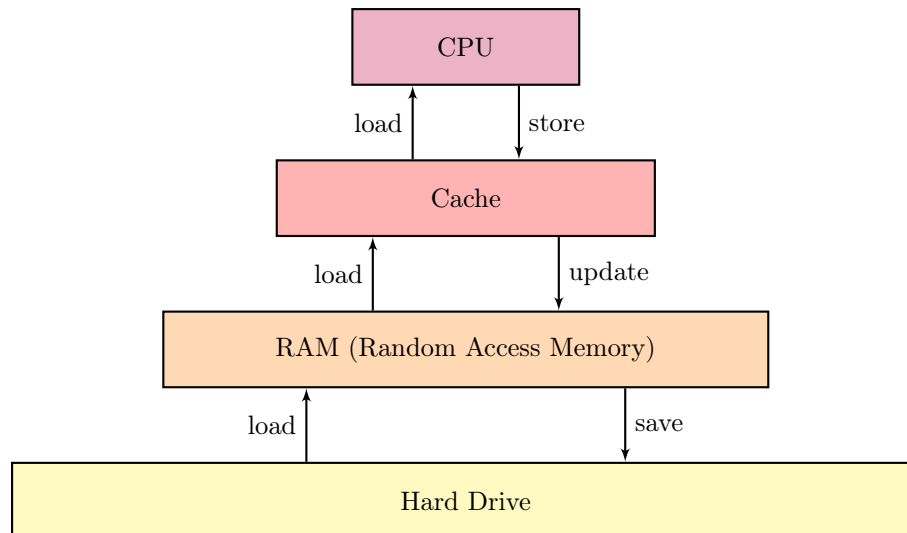 CPU
load
store
Cache
load
update
RAM (Random Access Memory)
load
save
Hard Drive